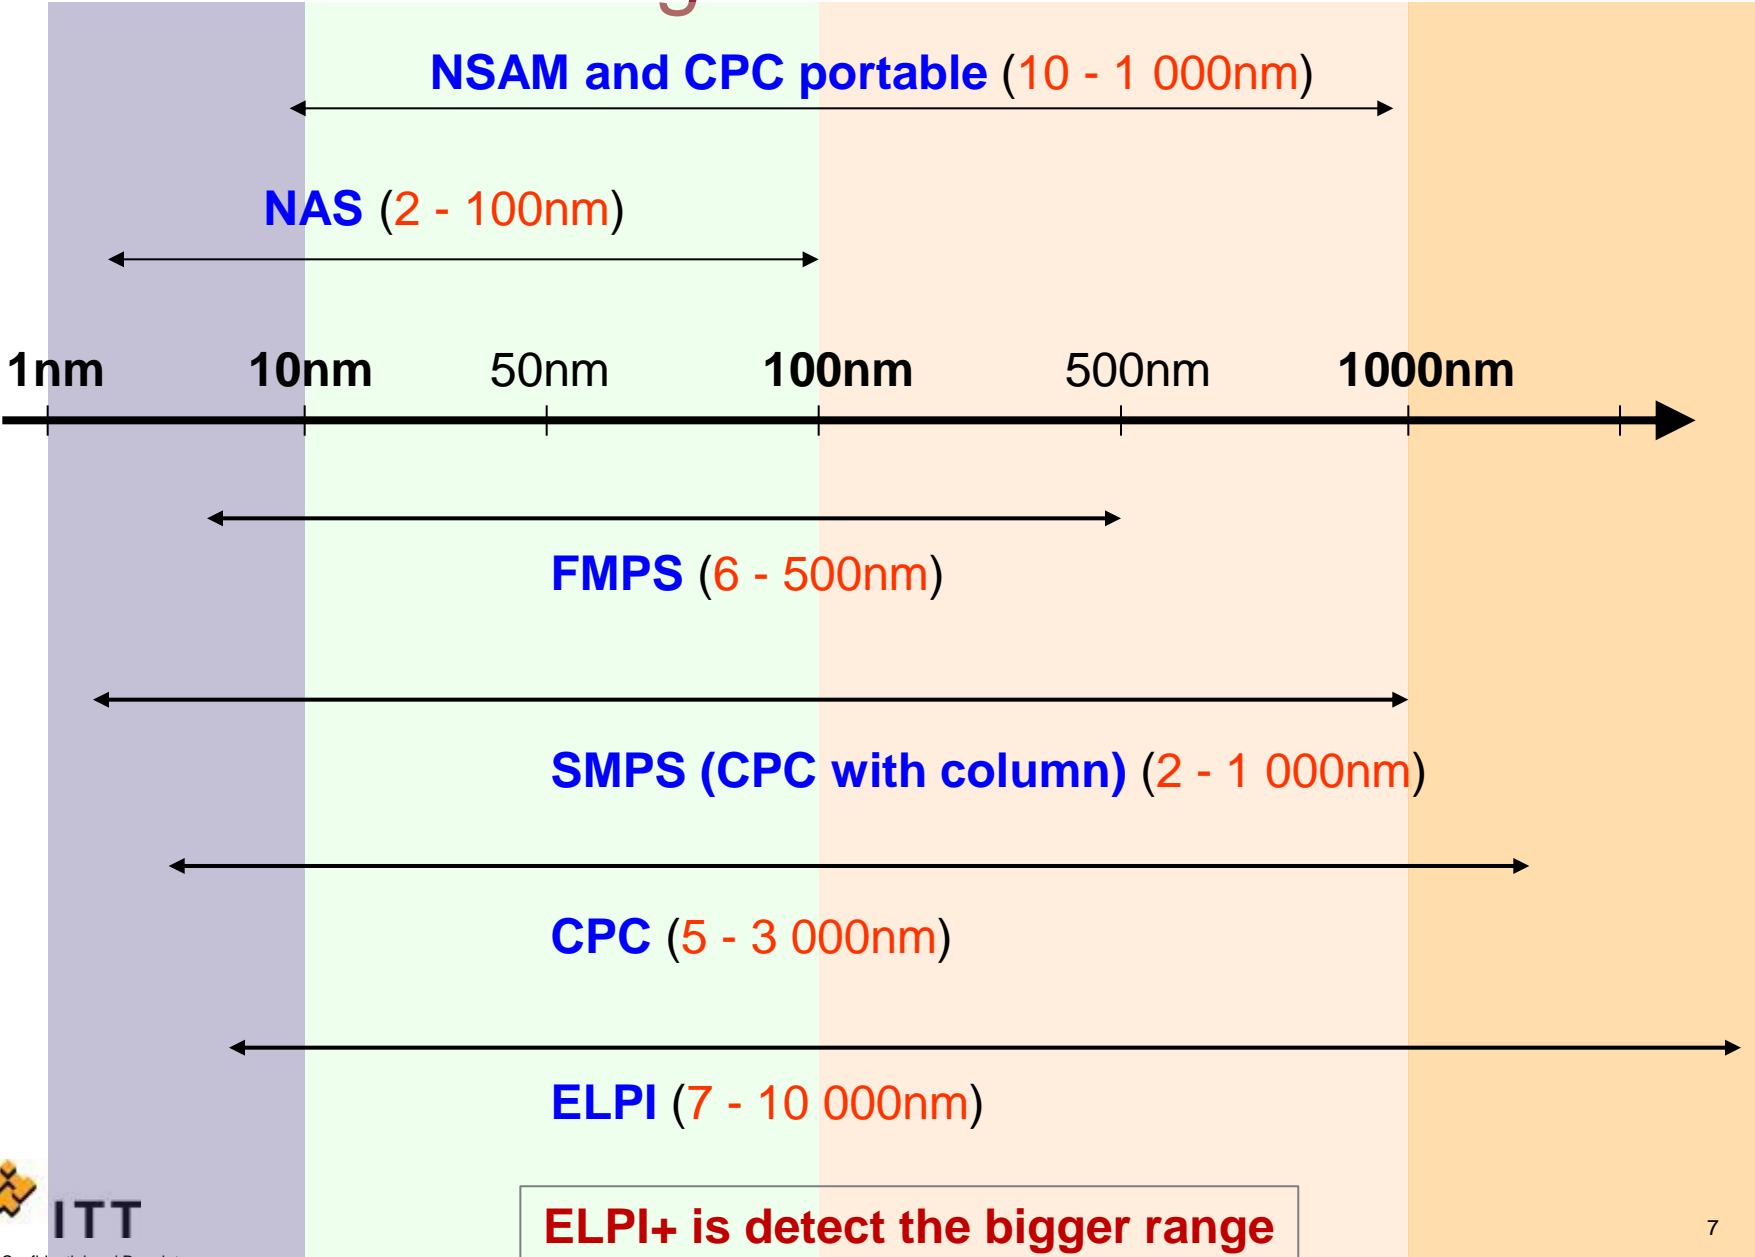 NSAM and CPC portable (10 - 1 000nm)
NAS (2 - 100nm)
1nm 10nm 50nm 100nm 500nm 1000nm
FMPS (6 - 500nm)
SMPS (CPC with column) (2 - 1 000nm)
CPC (5 - 3 000nm)
ELPI (7 - 10 000nm)
ITT
ELPI+ is detect the bigger range
7